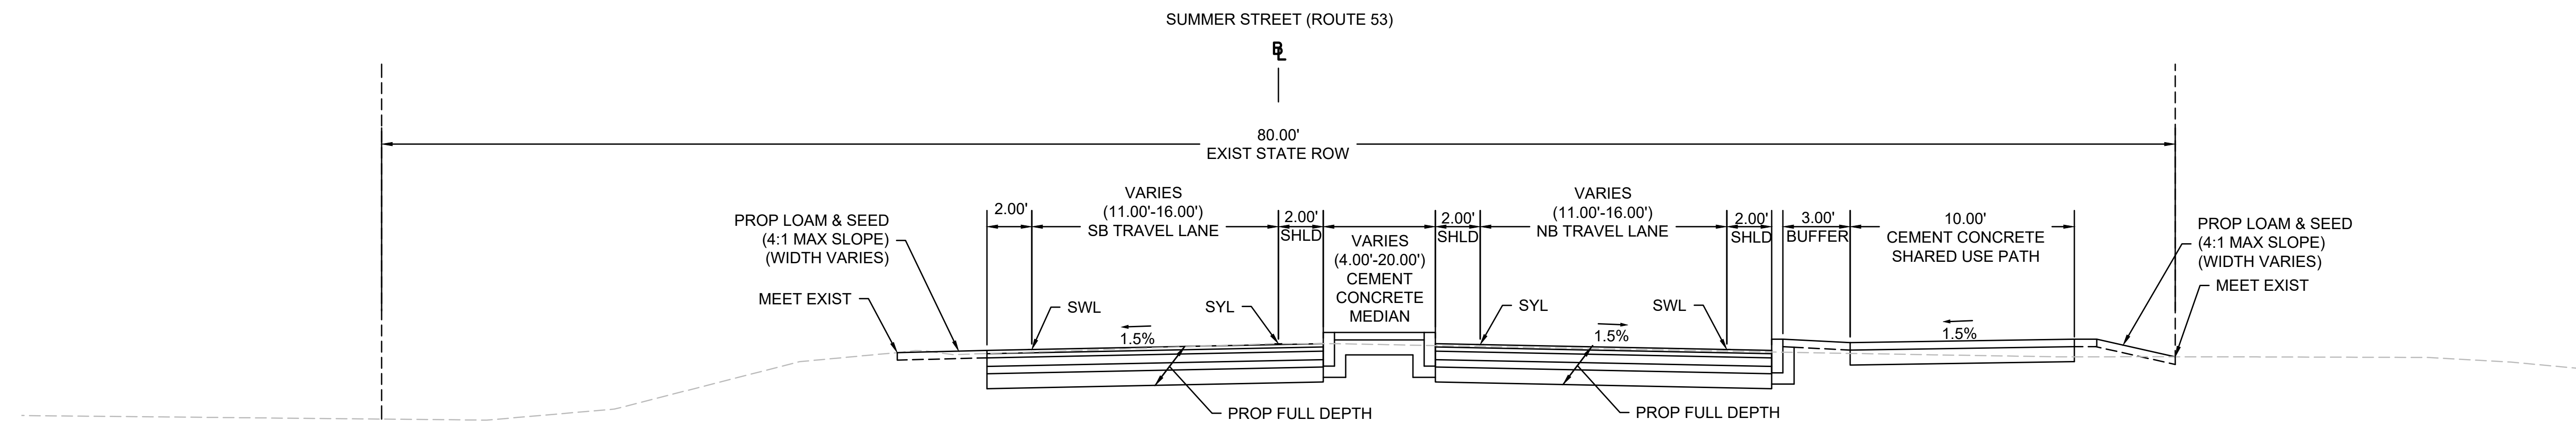 SUMMER STREET (ROUTE 53)
BL
80.00'
EXIST STATE ROW
PROP LOAM & SEED
(4:1 MAX SLOPE)
(WIDTH VARIES)
MEET EXIST
2.00'
VARIES
(11.00'-16.00')
SB TRAVEL LANE
2.00'
SHLD
VARIES
(4.00'-20.00')
CEMENT
CONCRETE
MEDIAN
2.00'
SHLD
VARIES
(11.00'-16.00')
NB TRAVEL LANE
2.00'
SHLD
3.00'
BUFFER
10.00'
CEMENT CONCRETE
SHARED USE PATH
PROP LOAM & SEED
(4:1 MAX SLOPE)
(WIDTH VARIES)
MEET EXIST
SWL
SYL
SYL
SWL
1.5%
1.5%
1.5%
PROP FULL DEPTH
PROP FULL DEPTH